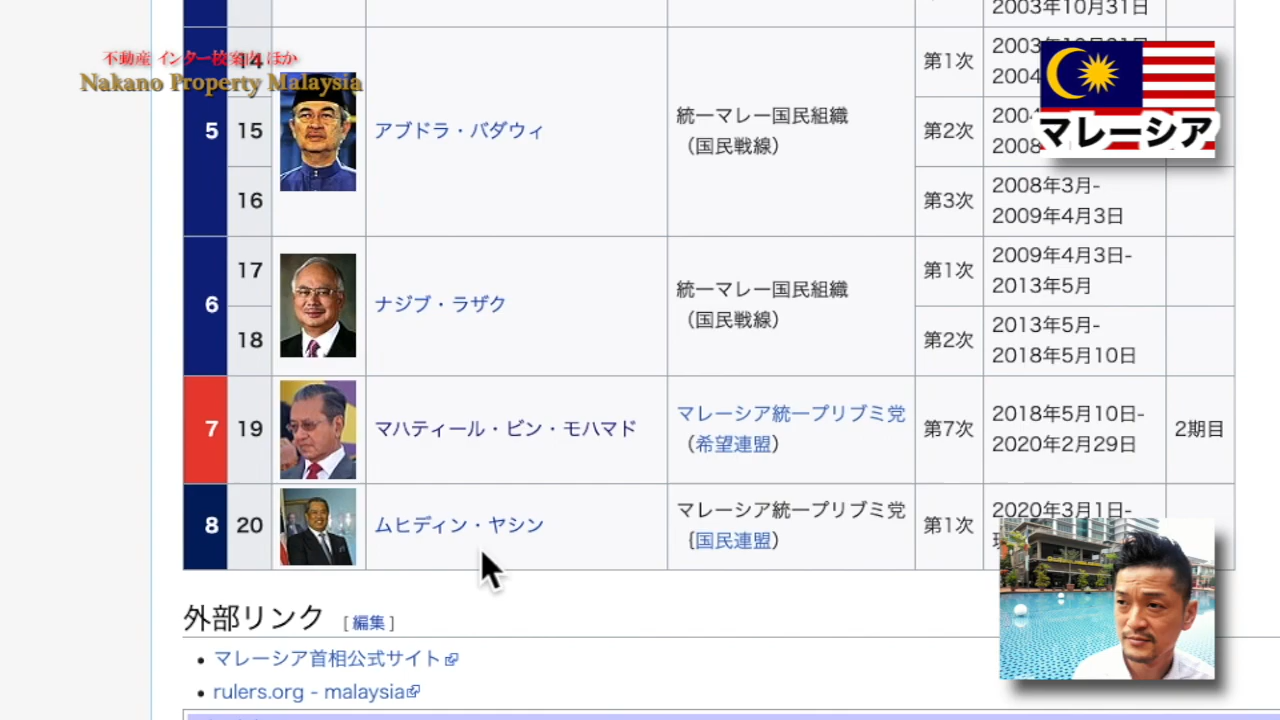 2003年10月31日
不動産 インター校案内 ほか
Nakano Property Malaysia
5
15
16
アブドラ・バダウィ
統一マレー国民組織
（国民戦線）
第1次
第2次
第3次
2008年3月-
2009年4月3日
マレーシア
6
17
18
ナジブ・ラザク
統一マレー国民組織
（国民戦線）
第1次
2009年4月3日-
2013年5月
第2次
2013年5月-
2018年5月10日
7
19
マハティール・ビン・モハマド
マレーシア統一プリブミ党
（希望連盟）
第7次
2018年5月10日-
2020年2月29日
2期目
8
20
ムヒディン・ヤシン
マレーシア統一プリブミ党
（国民連盟）
第1次
2020年3月1日-
外部リンク [編集]
• マレーシア首相公式サイト
• rulers.org - malaysia